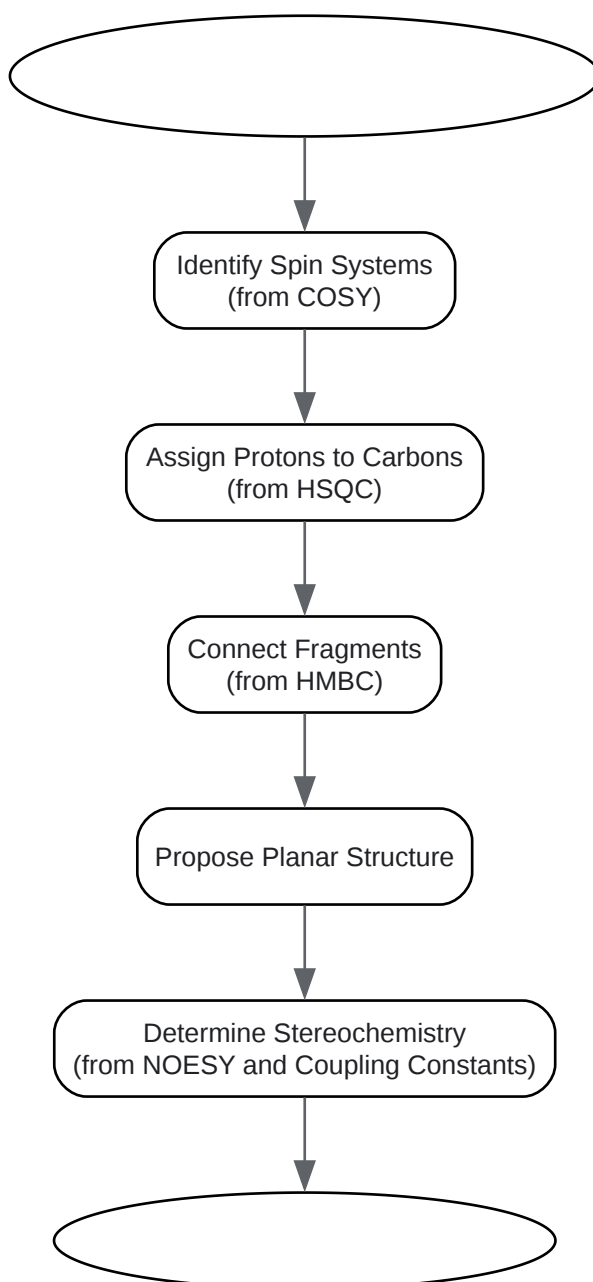 Identify Spin Systems
(from COSY)
Assign Protons to Carbons
(from HSQC)
Connect Fragments
(from HMBC)
Propose Planar Structure
Determine Stereochemistry
(from NOESY and Coupling Constants)